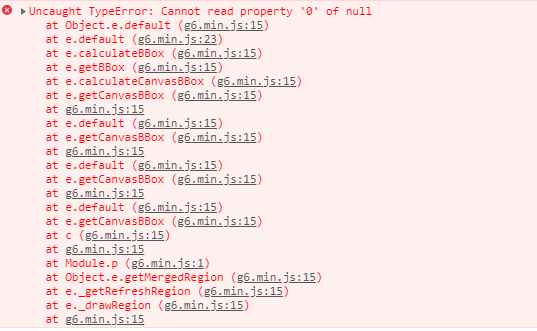 Uncaught TypeError: Cannot read property '0' of null
at Object.e.default (g6.min.js:15)
at e.default (g6.min.js:23)
at e.calculateBBox (g6.min.js:15)
at e.getBBox (g6.min.js:15)
at e.calculateCanvasBBox (g6.min.js:15)
at e.getCanvasBBox (g6.min.js:15)
at g6.min.js:15
at e.default (g6.min.js:15)
at e.getCanvasBBox (g6.min.js:15)
at g6.min.js:15
at e.default (g6.min.js:15)
at e.getCanvasBBox (g6.min.js:15)
at g6.min.js:15
at e.default (g6.min.js:15)
at e.getCanvasBBox (g6.min.js:15)
at c (g6.min.js:15)
at g6.min.js:15
at Module.p (g6.min.js:1)
at Object.e.getMergedRegion (g6.min.js:15)
at e._getRefreshRegion (g6.min.js:15)
at e._drawRegion (g6.min.js:15)
at g6.min.js:15